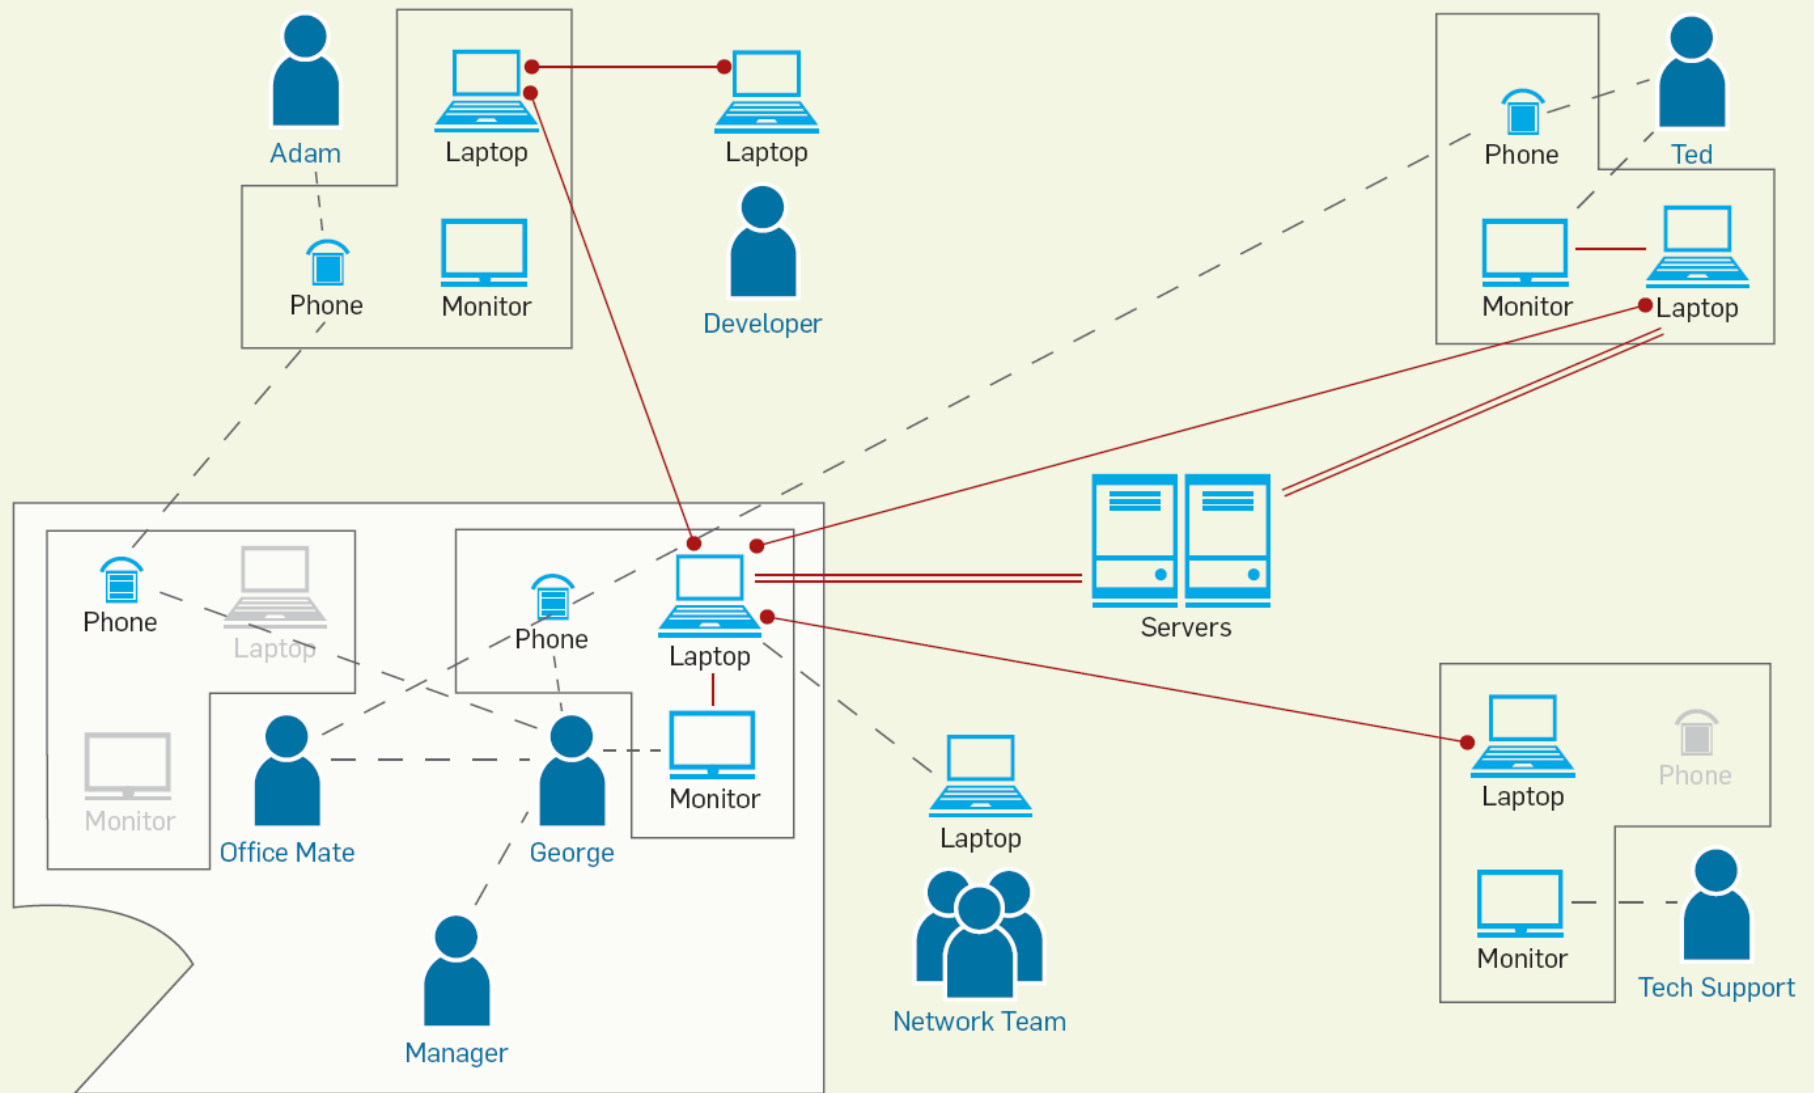 Adam
Laptop
Laptop
Phone
Monitor
Developer
Phone
Ted
Monitor
Laptop
Phone
Laptop
Monitor
Office Mate
Phone
Laptop
Monitor
George
Manager
Servers
Laptop
Network Team
Laptop
Phone
Monitor
Tech Support